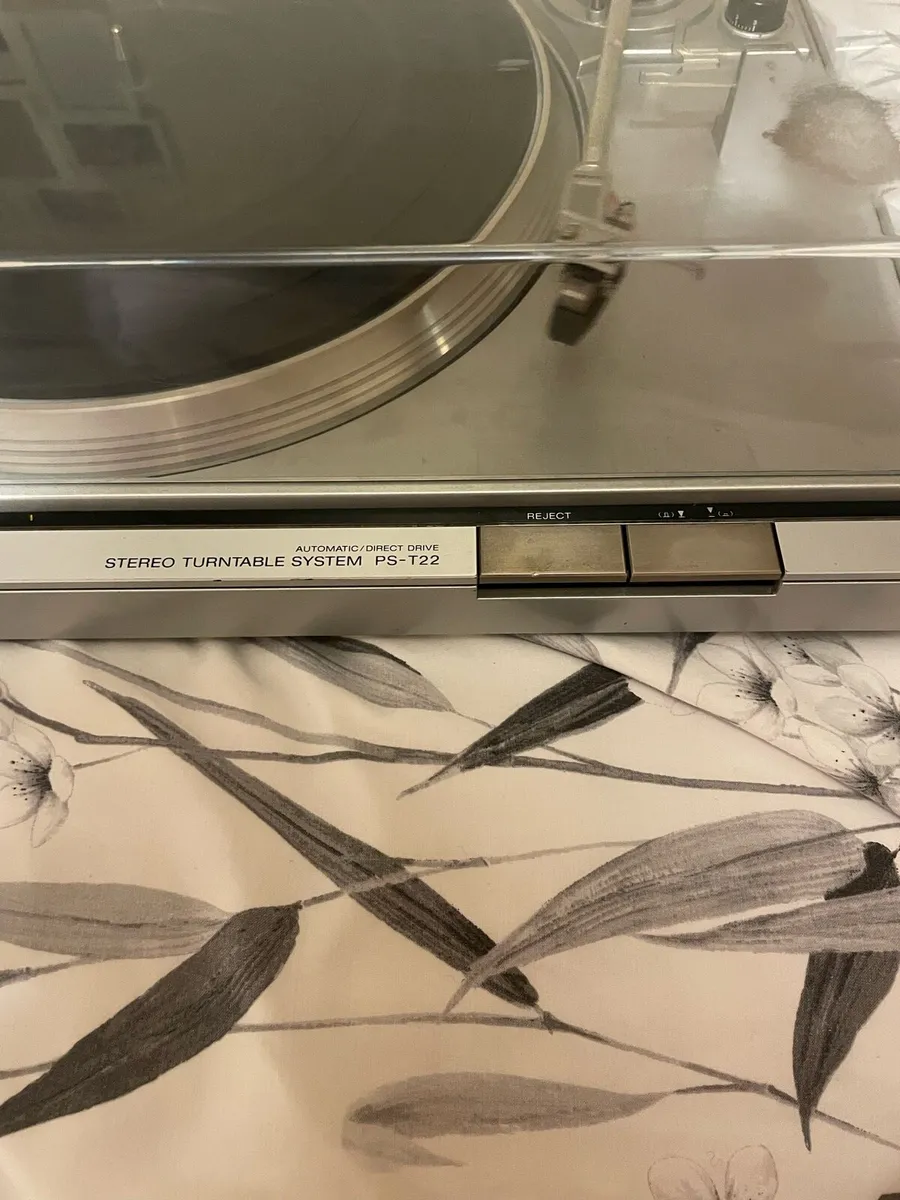 REJECT
AUTOMATIC/DIRECT DRIVE
STEREO TURNTABLE SYSTEM PS-T22